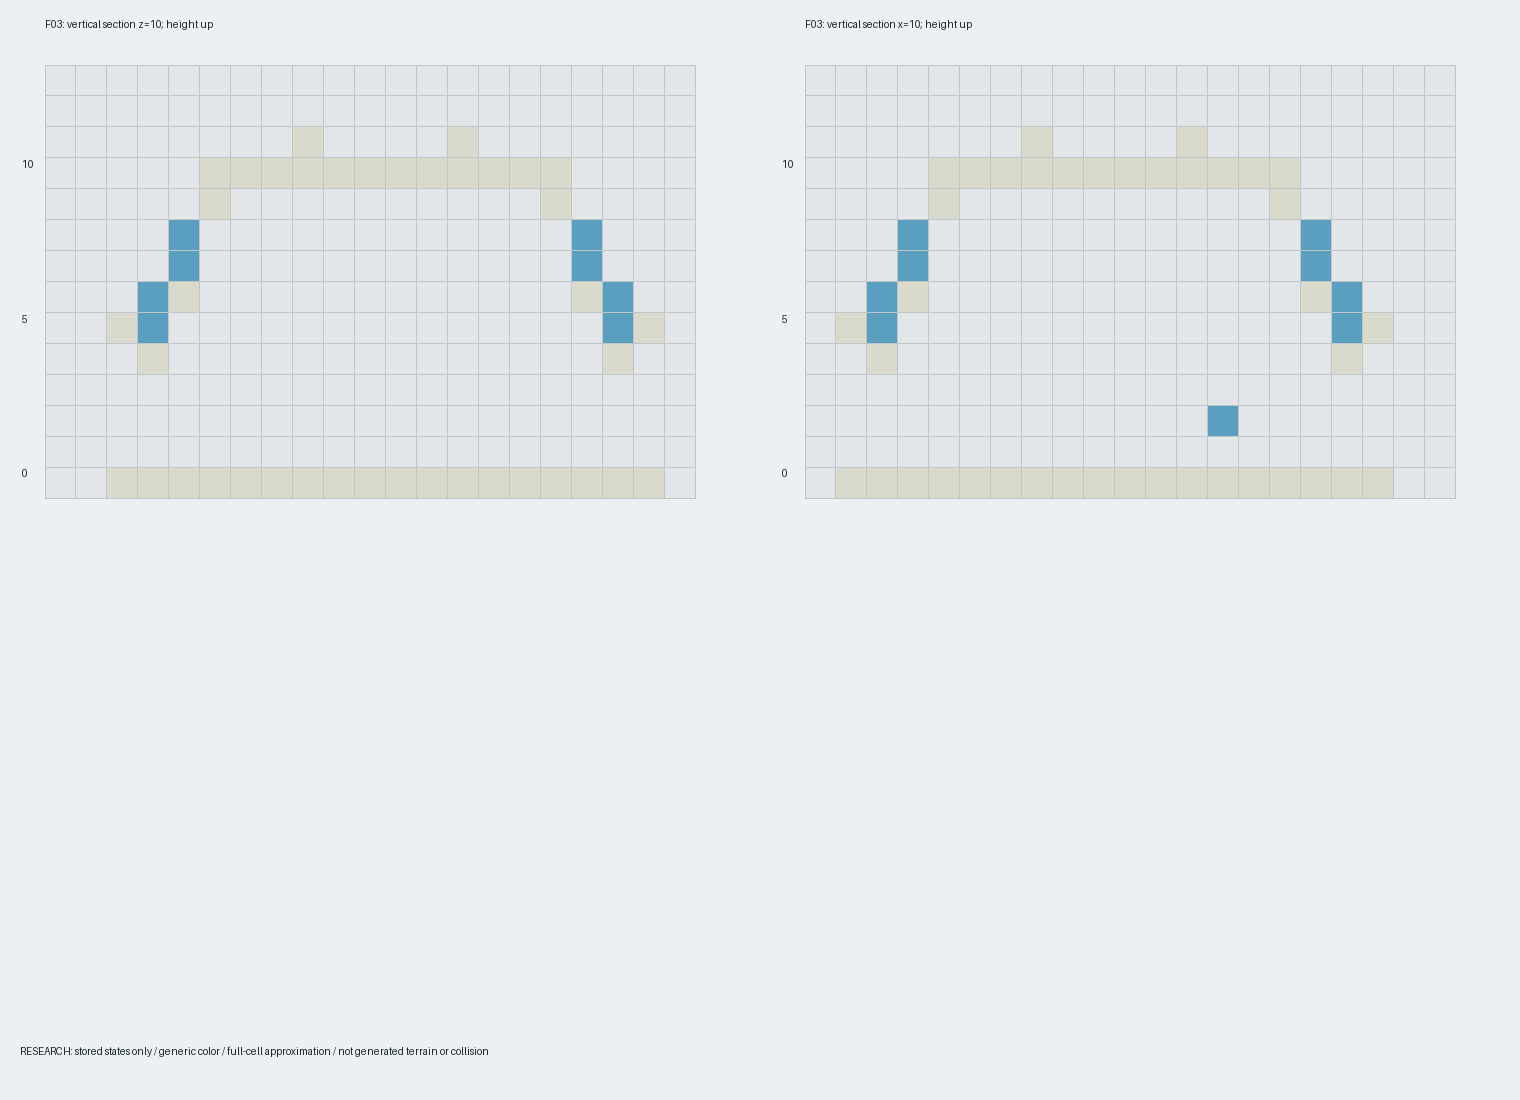 F03: vertical section z=10; height up
F03: vertical section x=10; height up
10
10
5
5
0
0
RESEARCH: stored states only / generic color / full-cell approximation / not generated terrain or collision